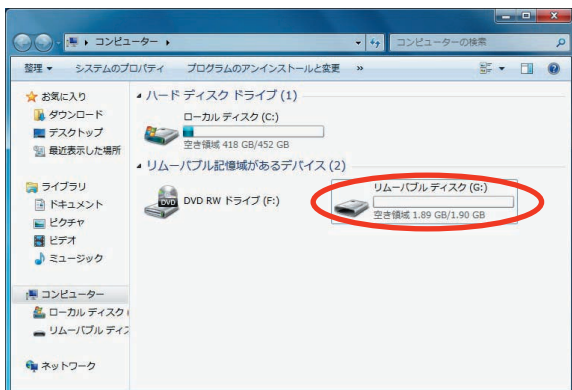 コンピューター
コンピューターの検索
整理
システムのプロパティ
プログラムのアンインストールと変更
»
お気に入り
ダウンロード
デスクトップ
最近表示した場所
ライブラリ
ドキュメント
ピクチャ
ビデオ
ミュージック
コンピューター
ローカル ディスク (
リムーバブル ディス
ネットワーク
ハード ディスク ドライブ (1)
ローカル ディスク (C:)
空き領域 418 GB/452 GB
リムーバブル記憶域があるデバイス (2)
DVD
DVD RW ドライブ (F:)
リムーバブル ディスク (G:)
空き領域 1.89 GB/1.90 GB